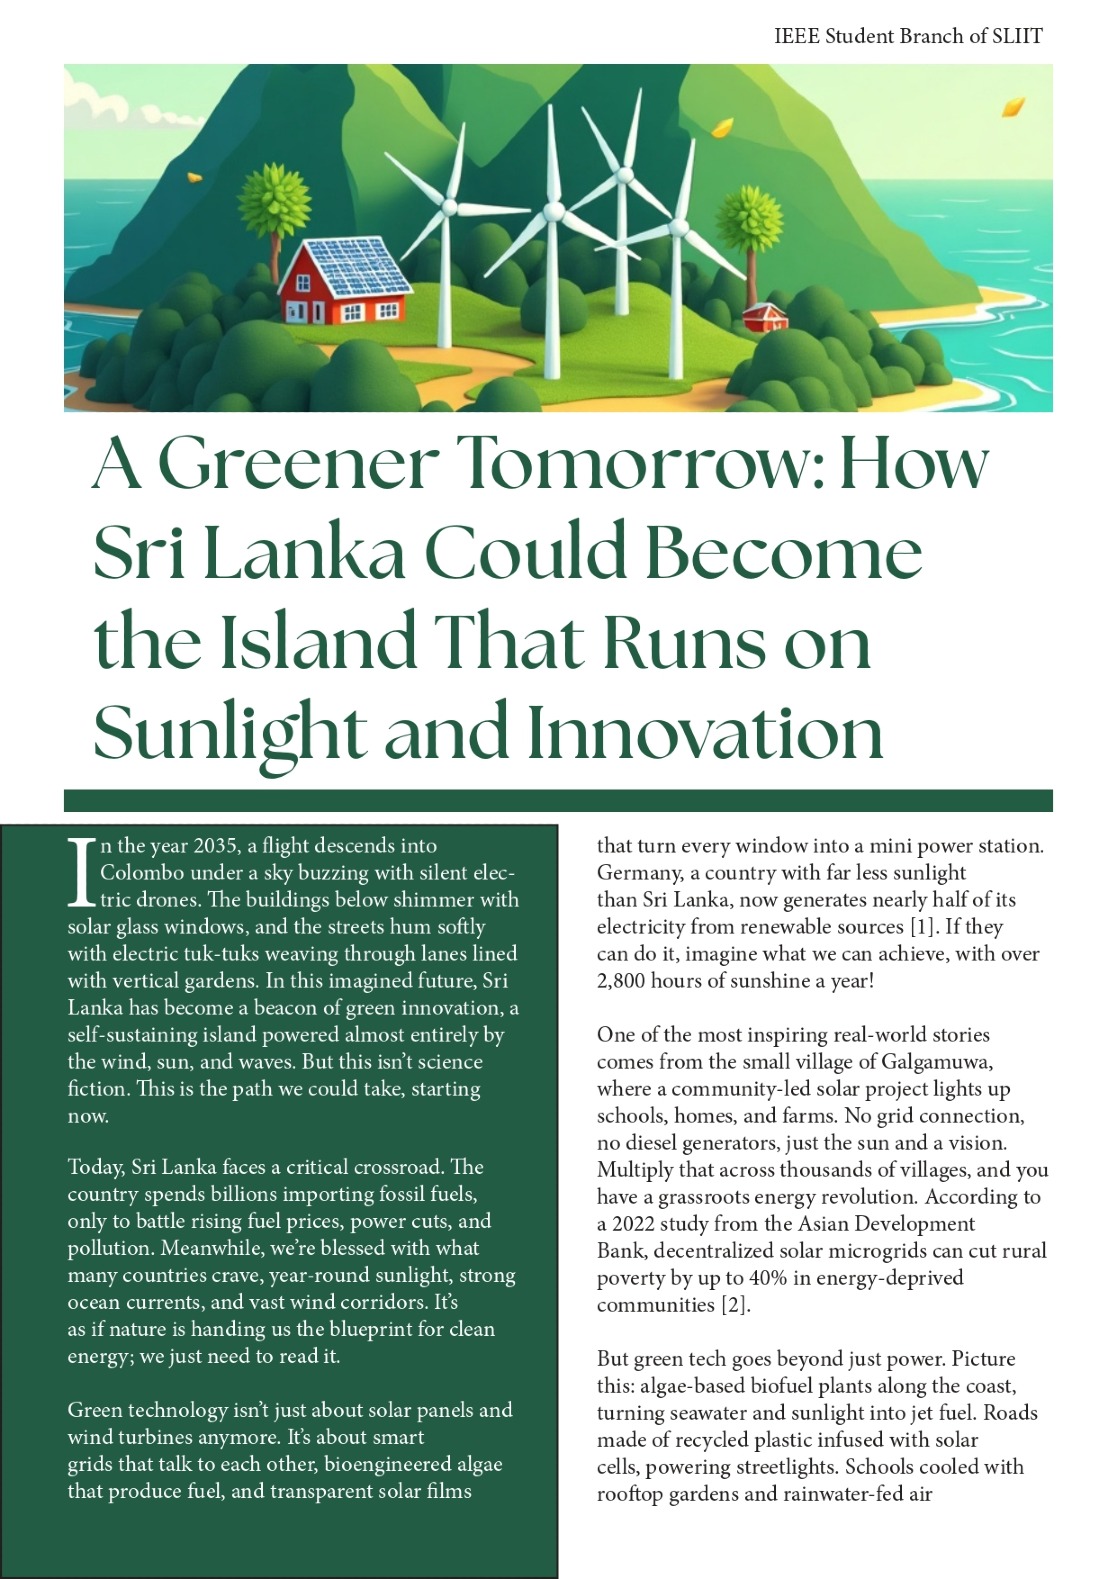 IEEE Student Branch of SLIIT
A Greener Tomorrow: How
Sri Lanka Could Become
the Island That Runs on
Sunlight and Innovation
In the year 2035, a flight descends into
Colombo under a sky buzzing with silent elec-
tric drones. The buildings below shimmer with
solar glass windows, and the streets hum softly
with electric tuk-tuks weaving through lanes lined
with vertical gardens. In this imagined future, Sri
Lanka has become a beacon of green innovation, a
self-sustaining island powered almost entirely by
the wind, sun, and waves. But this isn’t science
fiction. This is the path we could take, starting
now.
Today, Sri Lanka faces a critical crossroad. The
country spends billions importing fossil fuels,
only to battle rising fuel prices, power cuts, and
pollution. Meanwhile, we’re blessed with what
many countries crave, year-round sunlight, strong
ocean currents, and vast wind corridors. It’s
as if nature is handing us the blueprint for clean
energy; we just need to read it.
Green technology isn’t just about solar panels and
wind turbines anymore. It’s about smart
grids that talk to each other, bioengineered algae
that produce fuel, and transparent solar films
that turn every window into a mini power station.
Germany, a country with far less sunlight
than Sri Lanka, now generates nearly half of its
electricity from renewable sources [1]. If they
can do it, imagine what we can achieve, with over
2,800 hours of sunshine a year!
One of the most inspiring real-world stories
comes from the small village of Galgamuwa,
where a community-led solar project lights up
schools, homes, and farms. No grid connection,
no diesel generators, just the sun and a vision.
Multiply that across thousands of villages, and you
have a grassroots energy revolution. According to
a 2022 study from the Asian Development
Bank, decentralized solar microgrids can cut rural
poverty by up to 40% in energy-deprived
communities [2].
But green tech goes beyond just power. Picture
this: algae-based biofuel plants along the coast,
turning seawater and sunlight into jet fuel. Roads
made of recycled plastic infused with solar
cells, powering streetlights. Schools cooled with
rooftop gardens and rainwater-fed air